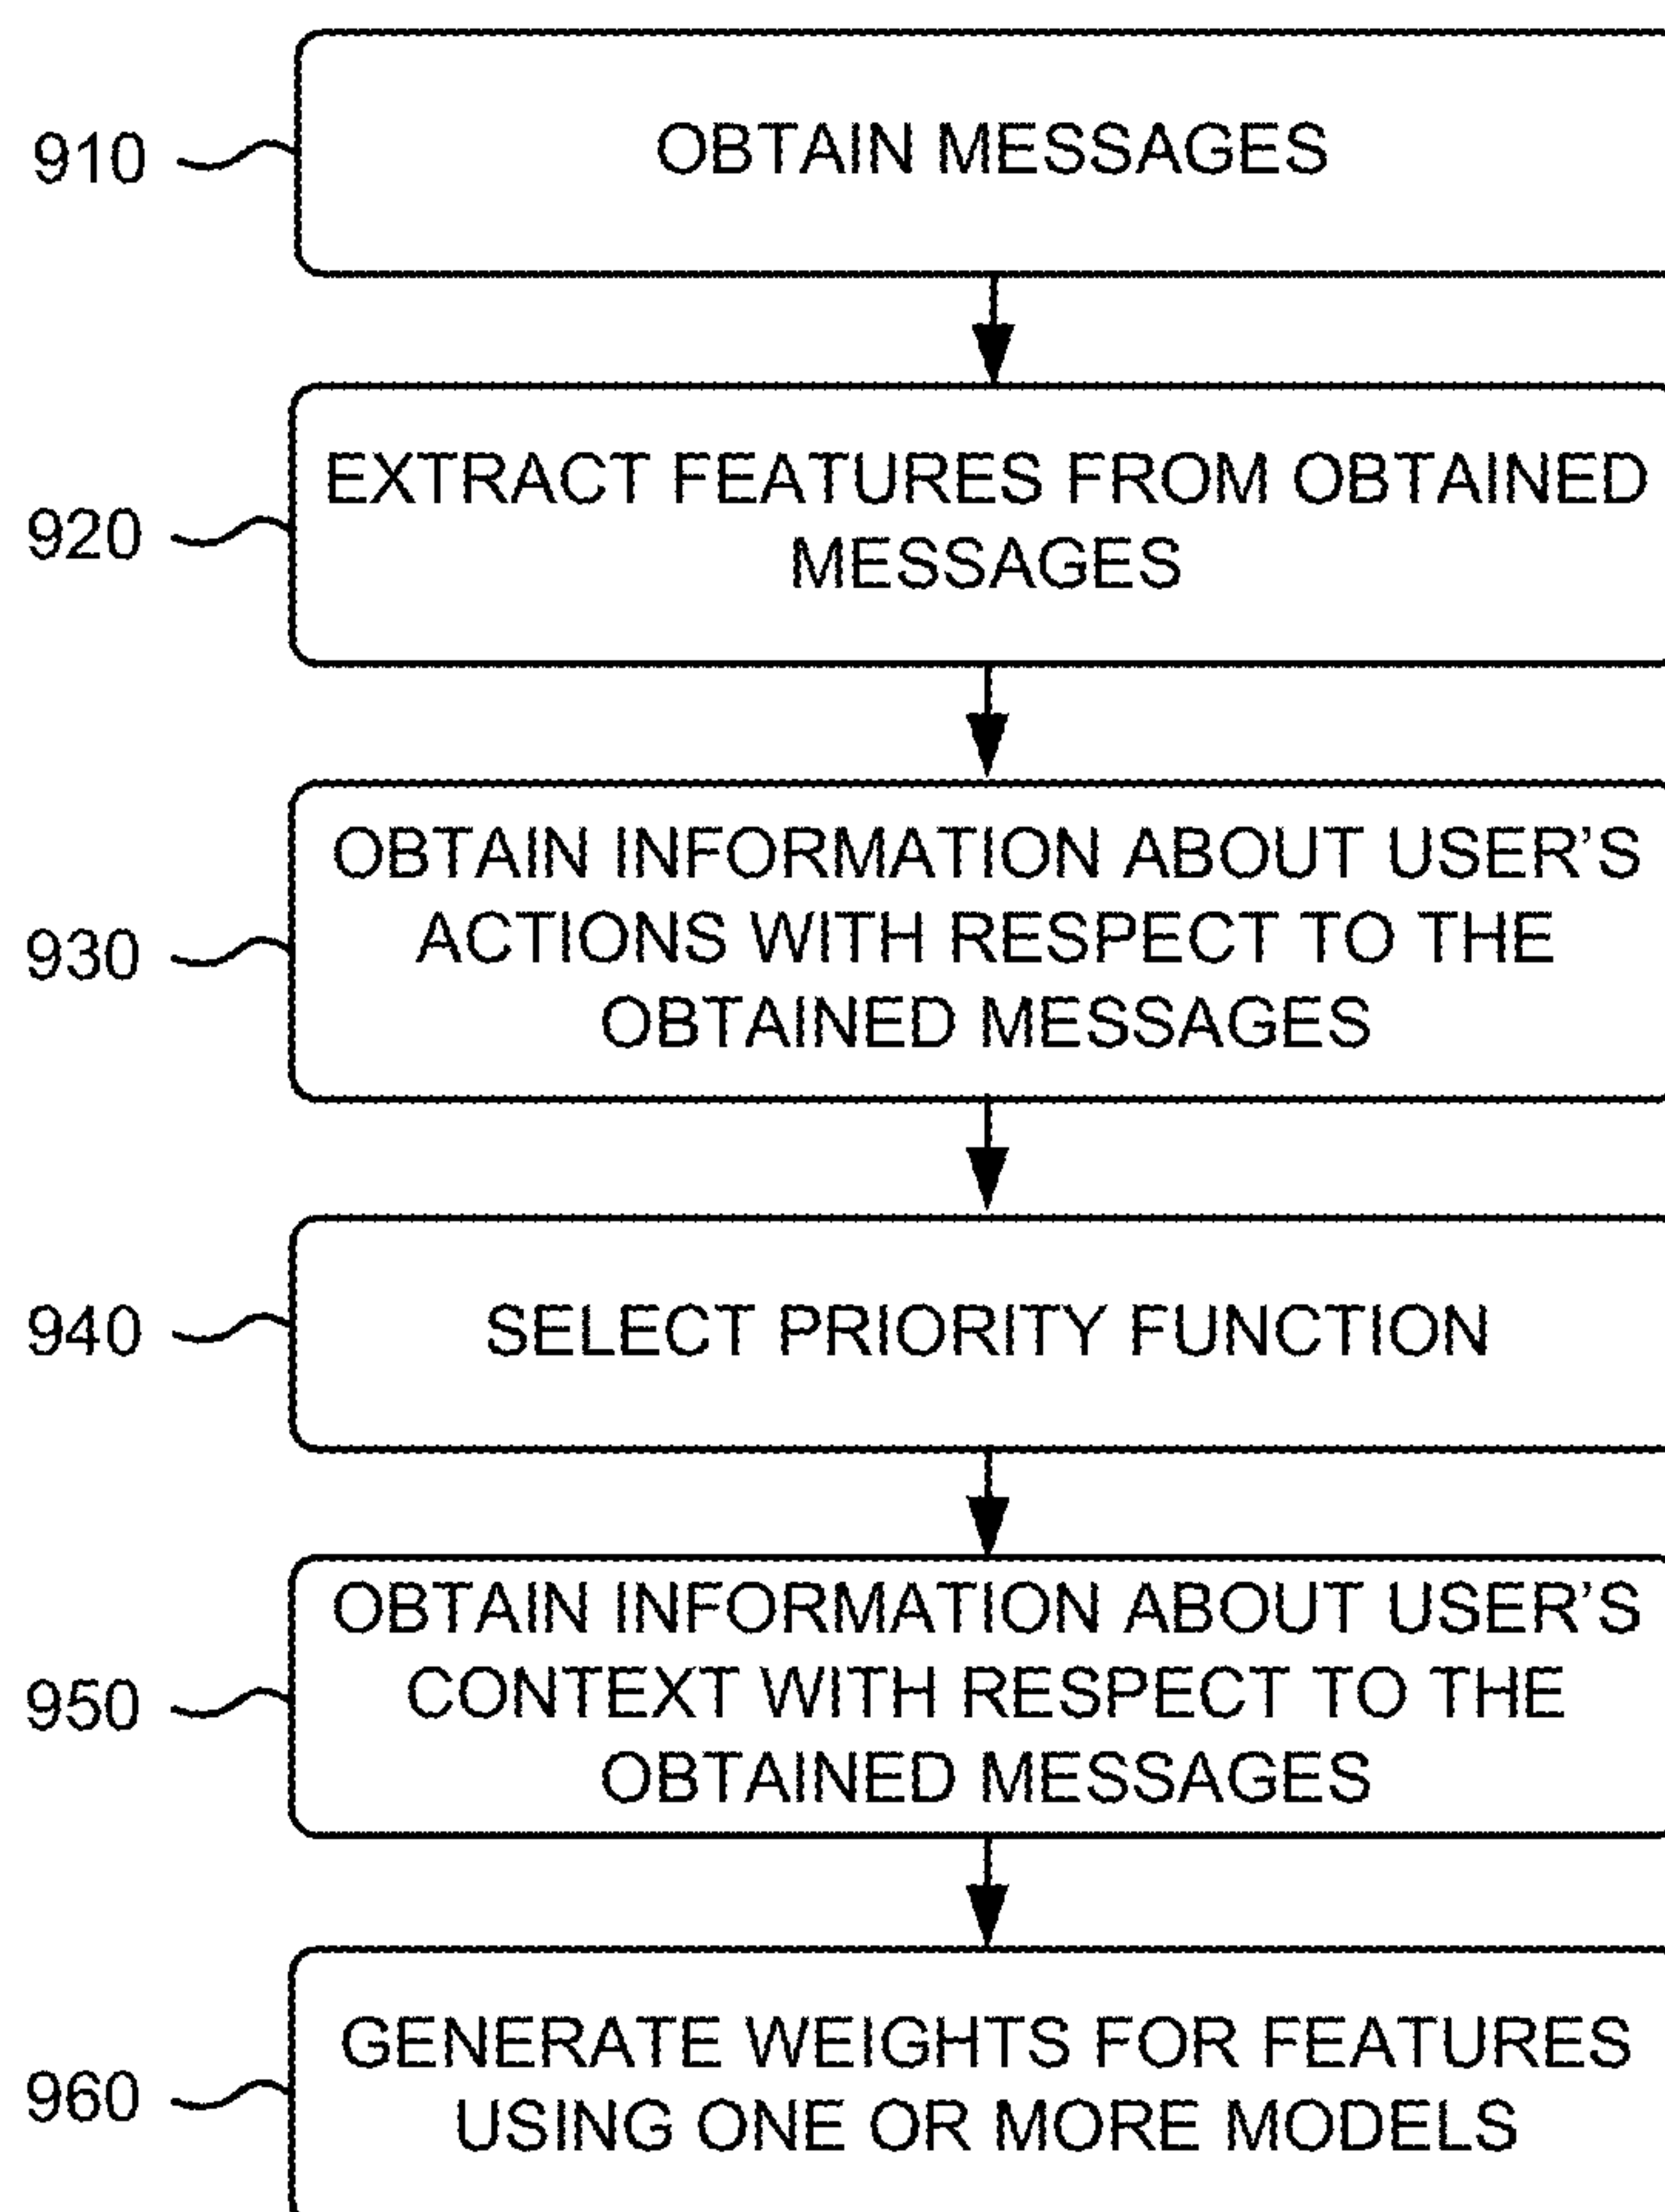 910
OBTAIN MESSAGES
920
EXTRACT FEATURES FROM OBTAINED
MESSAGES
930
OBTAIN INFORMATION ABOUT USER'S
ACTIONS WITH RESPECT TO THE
OBTAINED MESSAGES
940
SELECT PRIORITY FUNCTION
950
OBTAIN INFORMATION ABOUT USER'S
CONTEXT WITH RESPECT TO THE
OBTAINED MESSAGES
960
GENERATE WEIGHTS FOR FEATURES
USING ONE OR MORE MODELS